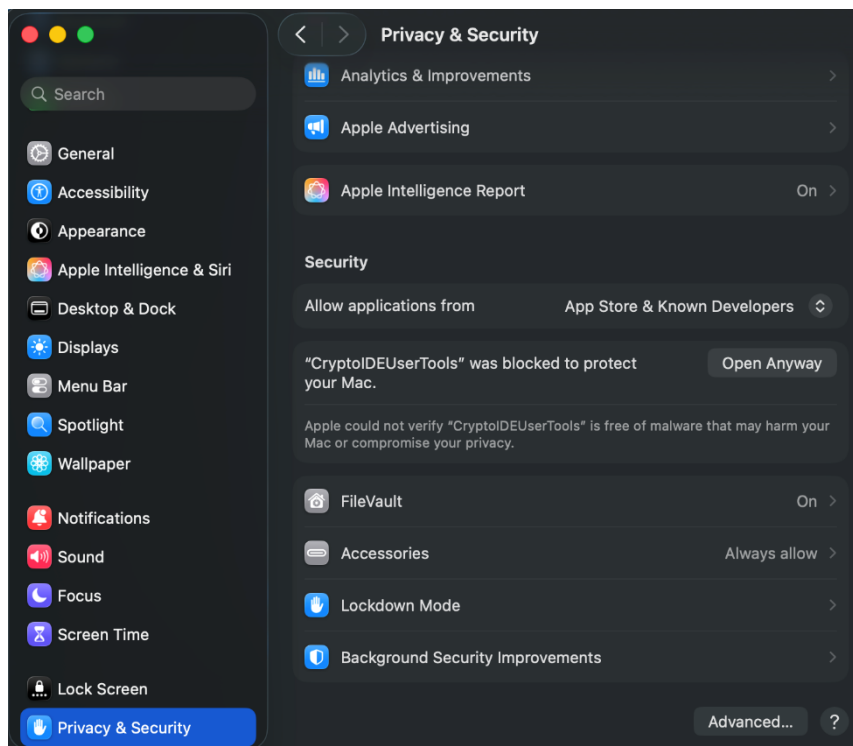 Privacy & Security
Search
General
Accessibility
Appearance
Apple Intelligence & Siri
Desktop & Dock
Displays
Menu Bar
Spotlight
Wallpaper
Notifications
Sound
Focus
Screen Time
Lock Screen
Privacy & Security
Analytics & Improvements
Apple Advertising
Apple Intelligence Report On
Security
Allow applications from App Store & Known Developers
“CryptoIDEUserTools” was blocked to protect
your Mac.
Open Anyway
Apple could not verify “CryptoIDEUserTools” is free of malware that may harm your
Mac or compromise your privacy.
FileVault On
Accessories Always allow
Lockdown Mode
Background Security Improvements
Advanced... ?